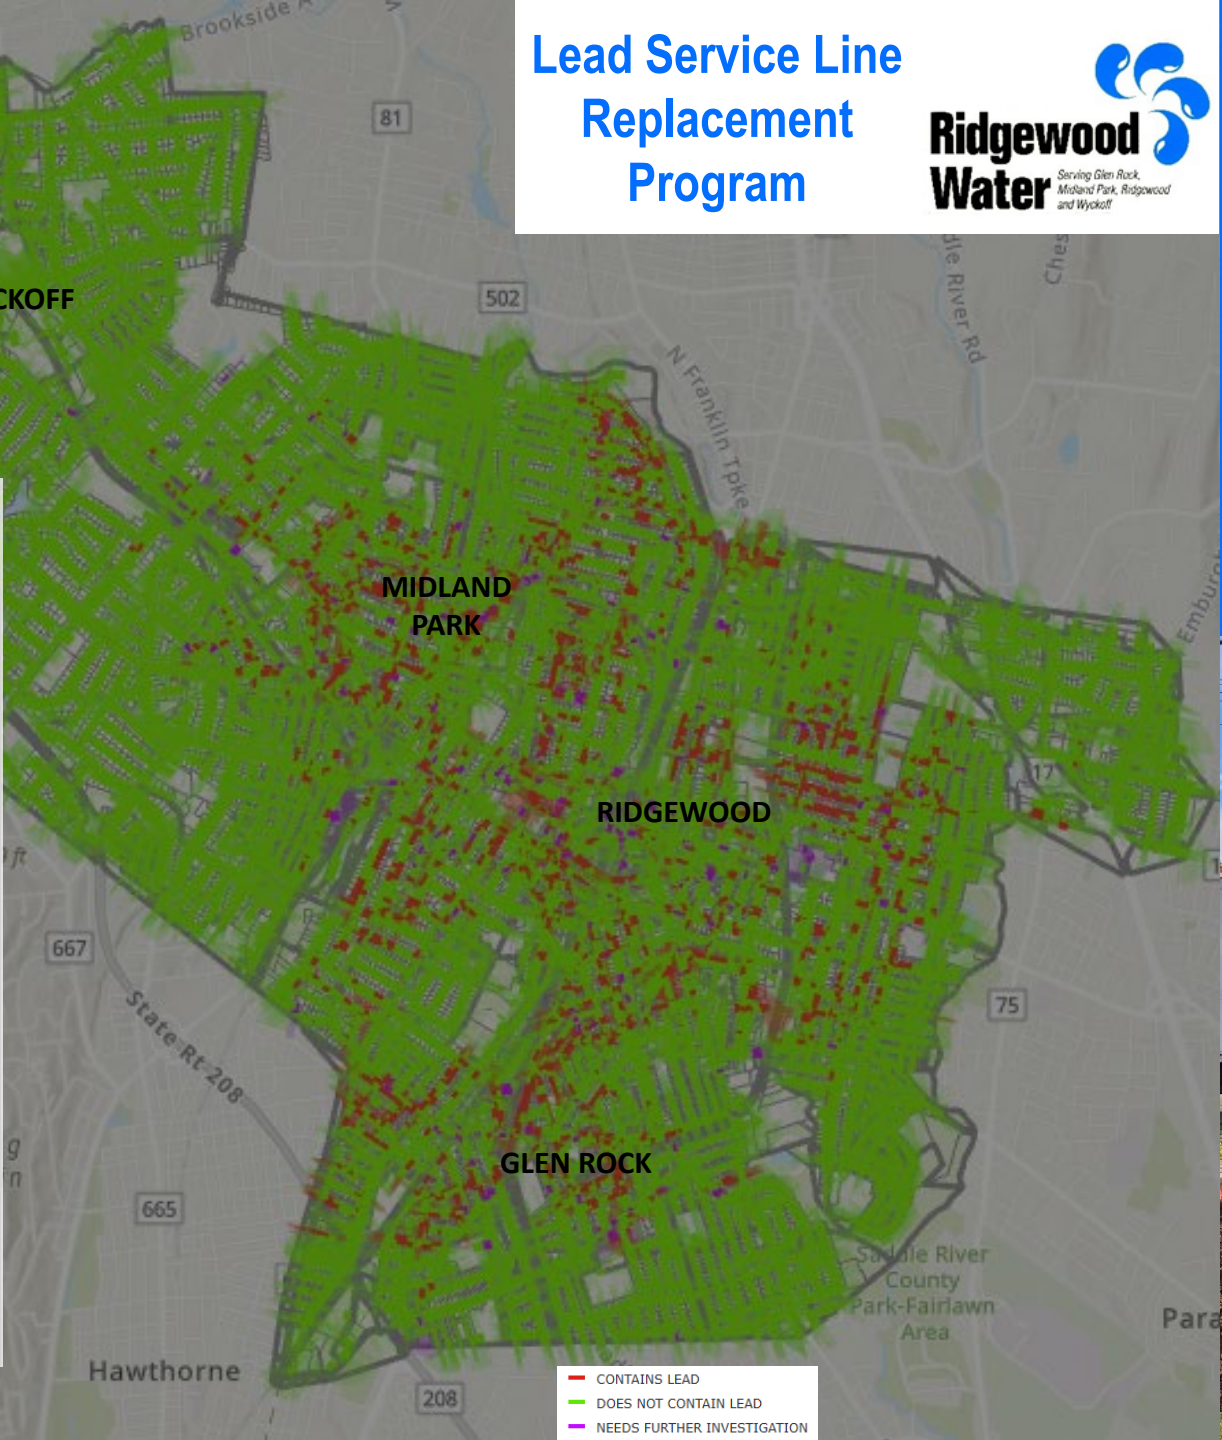 Brookside A
81
Lead Service Line
Replacement
Program
Ridgewood
Water
Serving Glen Rock,
Midland Park, Ridgewood
and Wyckoff
CKOFF
502
dle River Rd
Ches
N Franklin Tpke
MIDLAND
PARK
Emburgh
17
RIDGEWOOD
ft
667
State Rt 208
75
GLEN ROCK
665
Saddle River
County
Park-Fairlawn
Area
Para
Hawthorne
208
CONTAINS LEAD
DOES NOT CONTAIN LEAD
NEEDS FURTHER INVESTIGATION